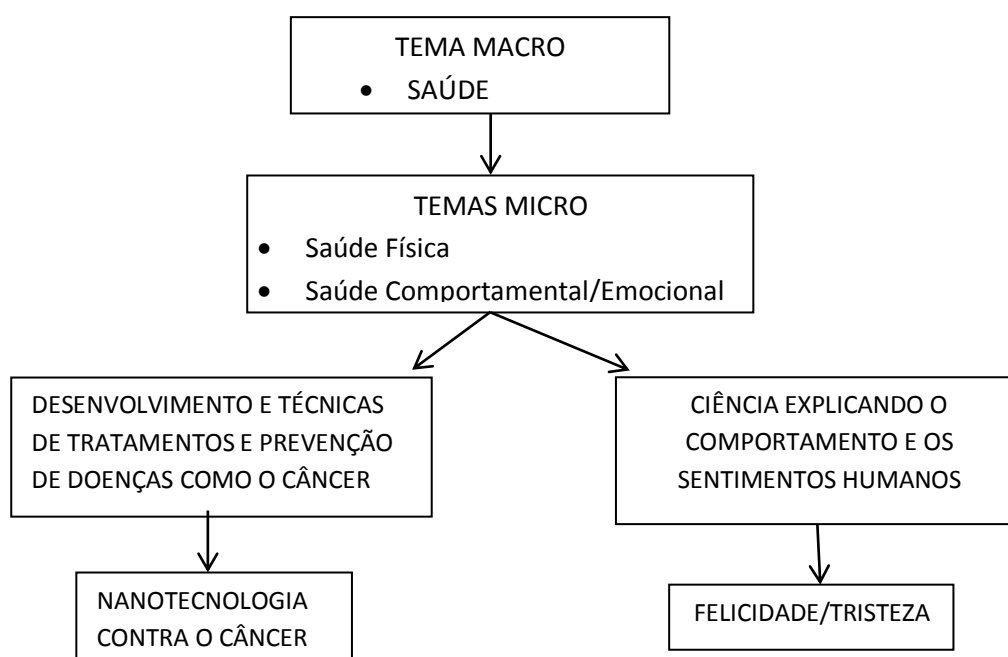 TEMA MACRO
• SAÚDE
TEMAS MICRO
• Saúde Física
• Saúde Comportamental/Emocional
DESENVOLVIMENTO E TÉCNICAS
DE TRATAMENTOS E PREVENÇÃO
DE DOENÇAS COMO O CÂNCER
CIÊNCIA EXPLICANDO O
COMPORTAMENTO E OS
SENTIMENTOS HUMANOS
NANOTECNOLOGIA
CONTRA O CÂNCER
FELICIDADE/TRISTEZA